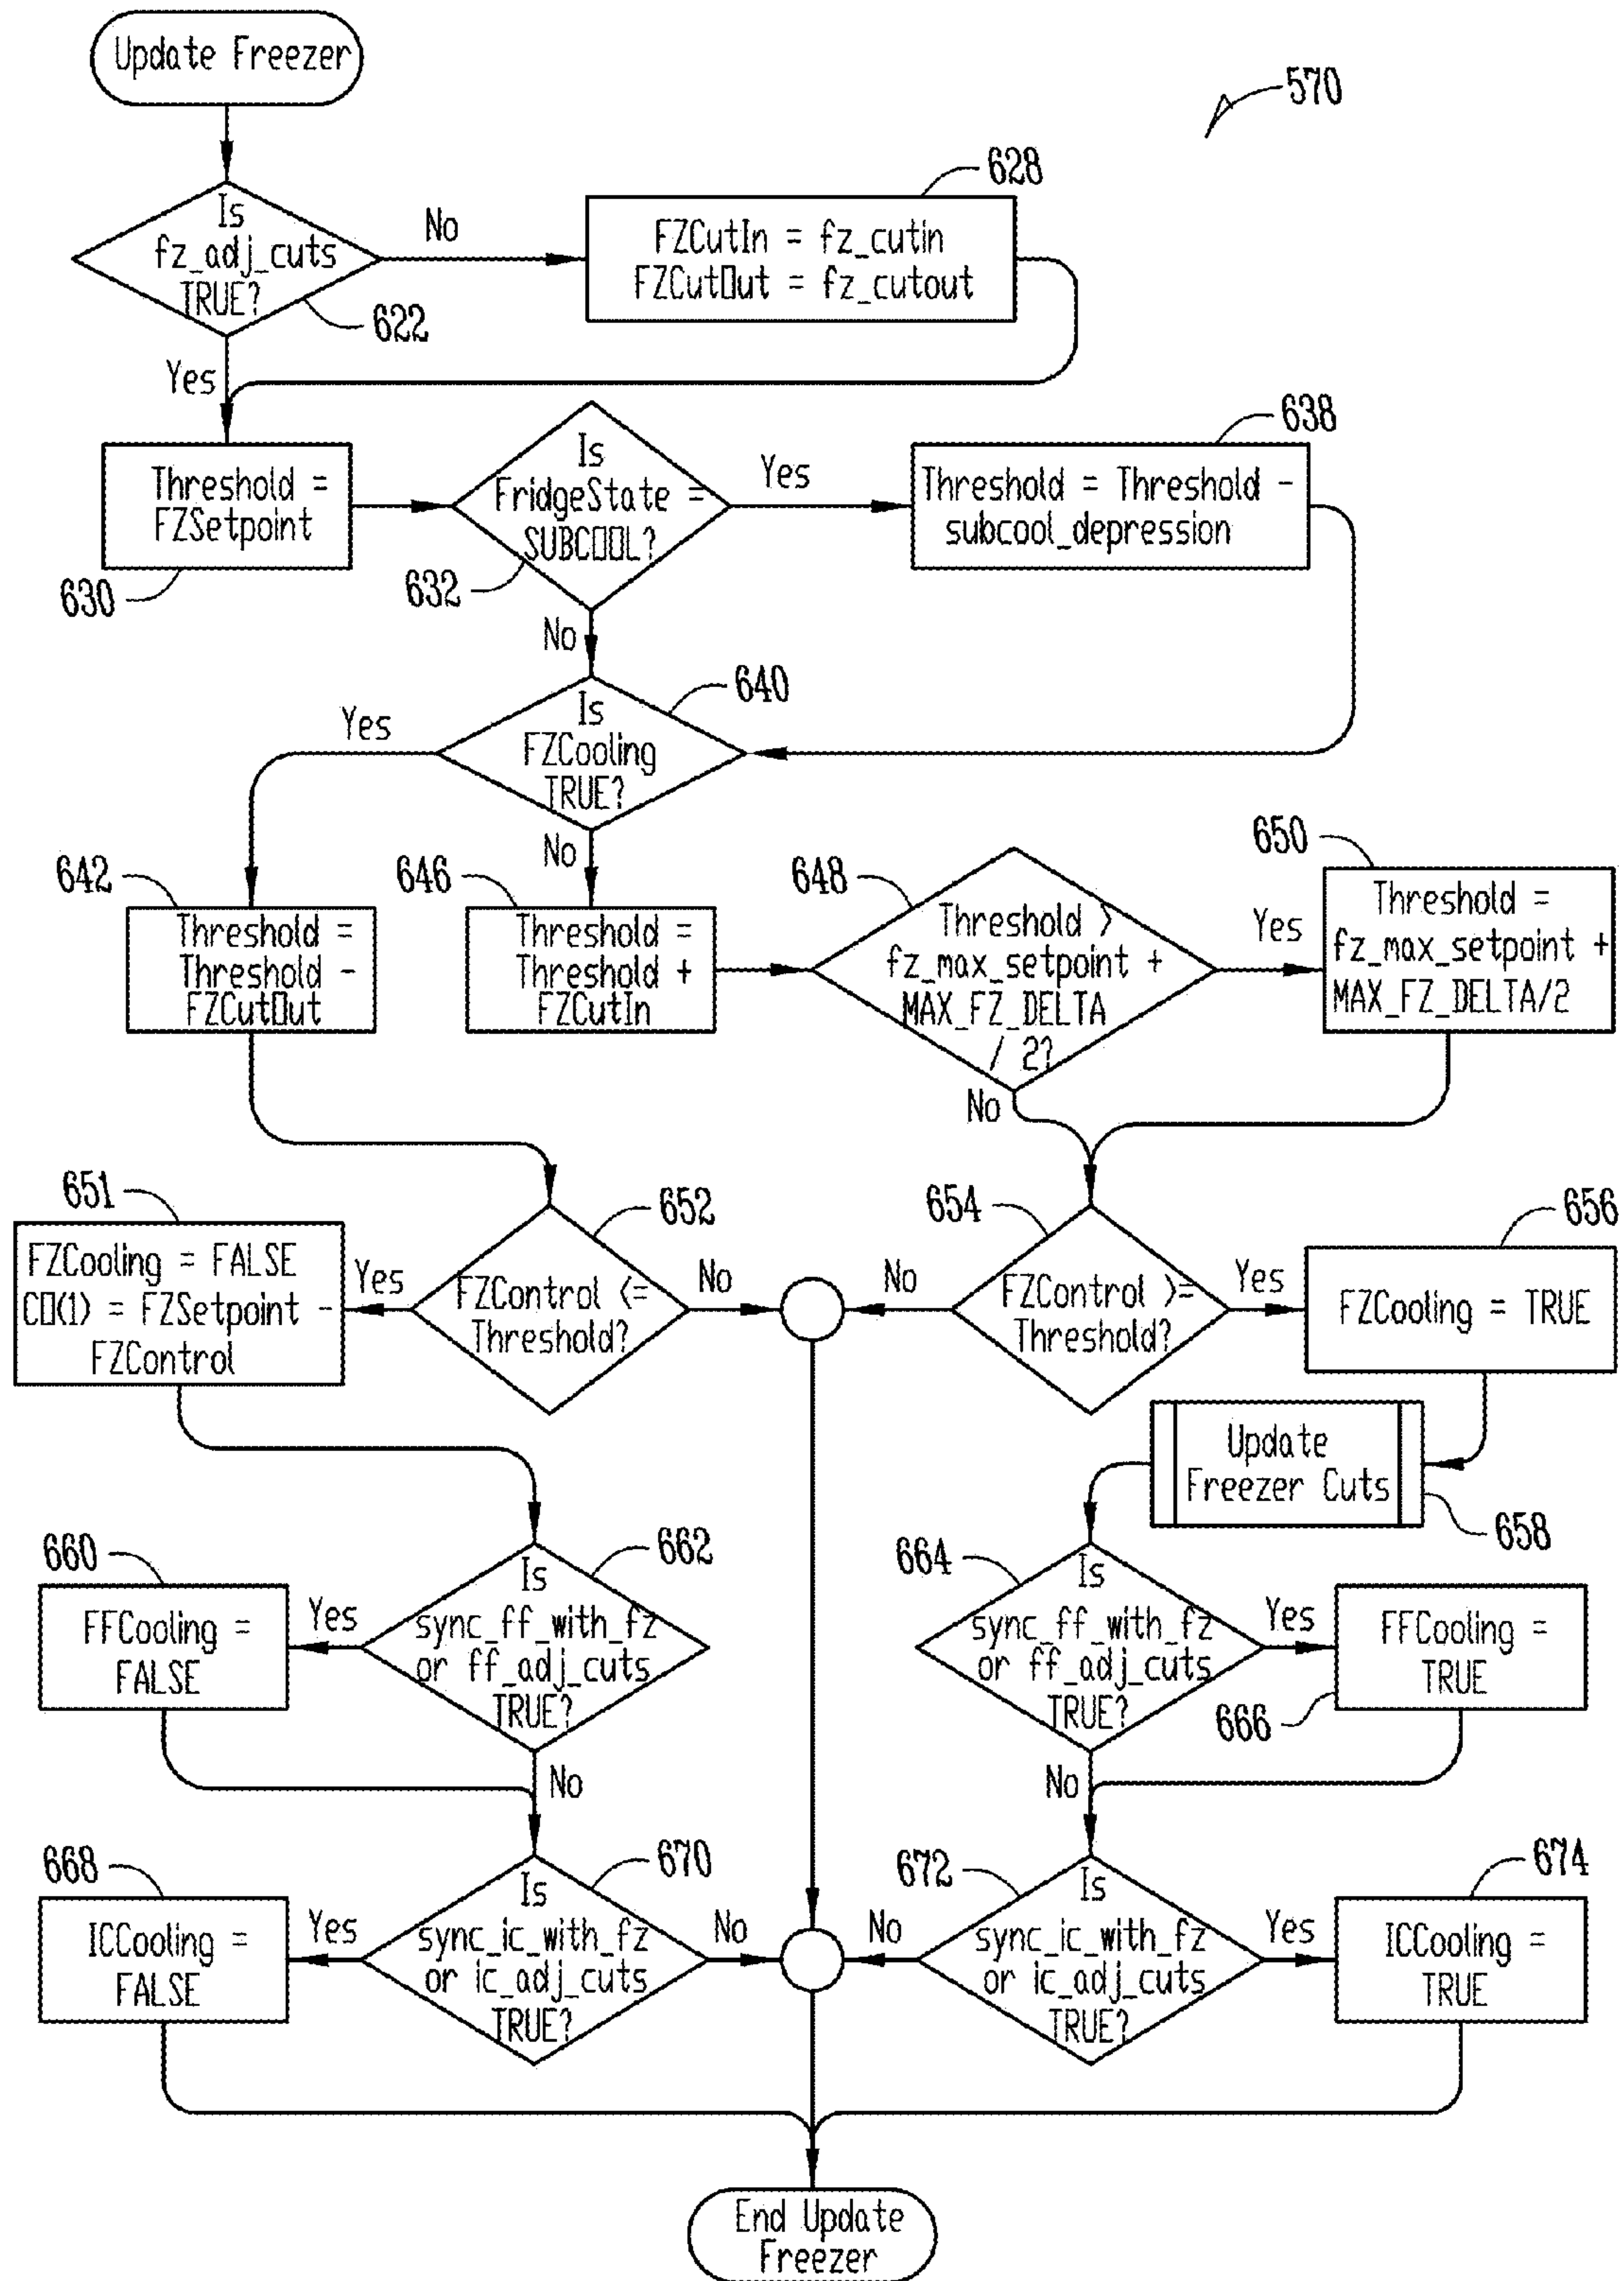 Update Freezer
570
628
Is
fz_adj_cuts
TRUE?
No
FZCutIn = fz_cutin
FZCutOut = fz_cutout
622
Yes
638
Threshold =
FZSetpoint
Is
FridgeState =
SUBCOOL?
Yes
Threshold = Threshold -
subcool_depression
630
632
No
640
Yes
Is
FZCooling
TRUE?
No
642
646
648
650
Threshold =
Threshold -
FZCutOut
Threshold =
Threshold +
FZCutIn
Threshold >
fz_max_setpoint +
MAX_FZ_DELTA
/ 2?
Yes
Threshold =
fz_max_setpoint +
MAX_FZ_DELTA/2
No
651
652
654
656
FZCooling = FALSE
CO(1) = FZSetpoint -
FZControl
Yes
FZControl <=
Threshold?
No
No
FZControl >=
Threshold?
Yes
FZCooling = TRUE
Update
Freezer Cuts
658
660
662
664
FFCooling =
FALSE
Yes
Is
sync_ff_with_fz
or ff_adj_cuts
TRUE?
Is
sync_ff_with_fz
or ff_adj_cuts
TRUE?
Yes
FFCooling =
TRUE
666
No
No
668
670
672
674
ICCooling =
FALSE
Yes
Is
sync_ic_with_fz
or ic_adj_cuts
TRUE?
No
No
Is
sync_ic_with_fz
or ic_adj_cuts
TRUE?
Yes
ICCooling =
TRUE
End Update
Freezer